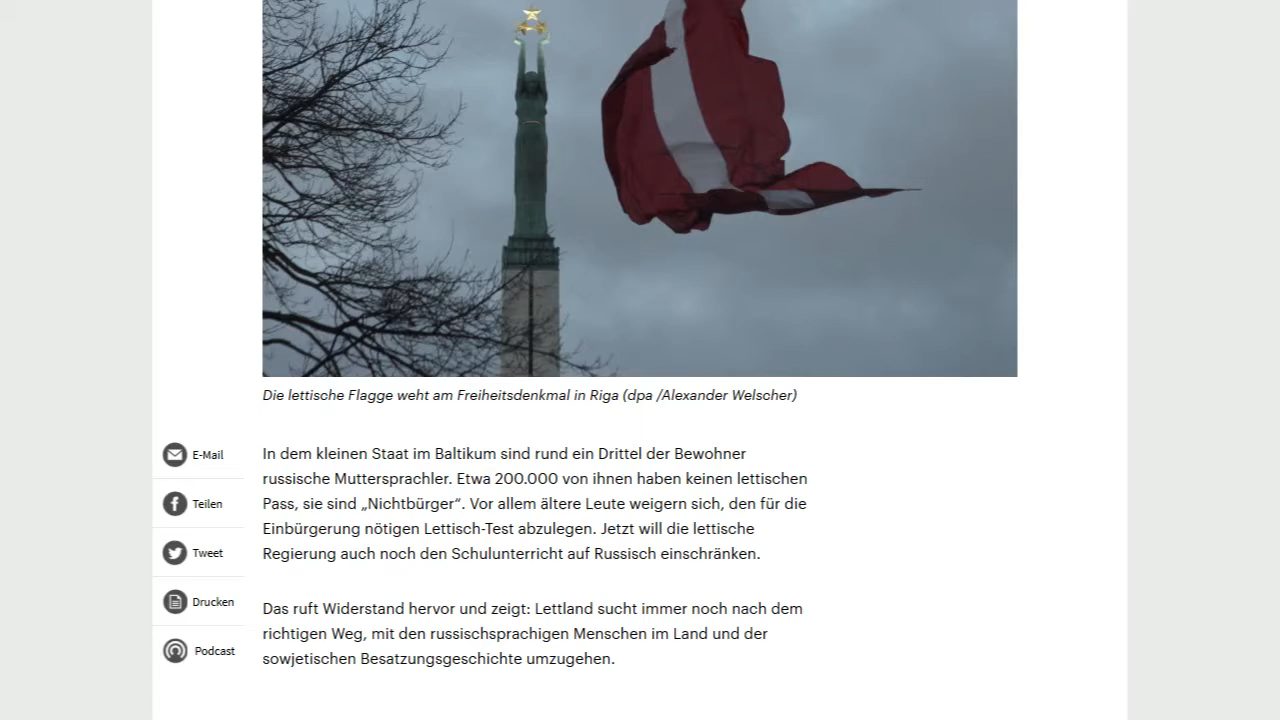 Die lettische Flagge weht am Freiheitsdenkmal in Riga (dpa /Alexander Welscher)
E-Mail
Teilen
Tweet
Drucken
Podcast
In dem kleinen Staat im Baltikum sind rund ein Drittel der Bewohner
russische Muttersprachler. Etwa 200.000 von ihnen haben keinen lettischen
Pass, sie sind „Nichtbürger“. Vor allem ältere Leute weigern sich, den für die
Einbürgerung nötigen Lettisch-Test abzulegen. Jetzt will die lettische
Regierung auch noch den Schulunterricht auf Russisch einschränken.
Das ruft Widerstand hervor und zeigt: Lettland sucht immer noch nach dem
richtigen Weg, mit den russischsprachigen Menschen im Land und der
sowjetischen Besatzungsgeschichte umzugehen.